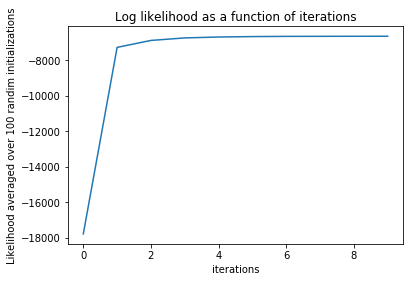 Log likelihood as a function of iterations
Likelihood averaged over 100 randim initializations
−8000
−10000
−12000
−14000
−16000
−18000
0 2 4 6 8
iterations